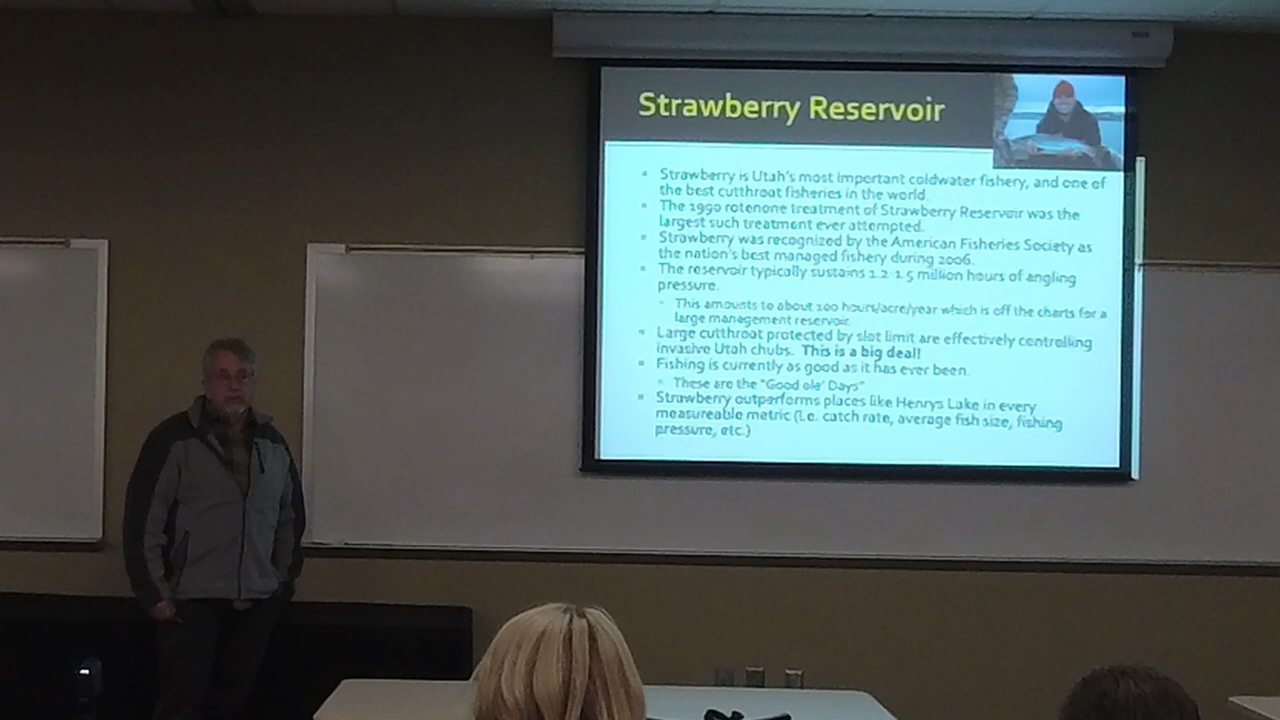 Strawberry Reservoir
Strawberry is Utah's most important coldwater fishery, and one of
the best cutthroat fisheries in the world.
The 1990 rotenone treatment of Strawberry Reservoir was the
largest such treatment ever attempted.
Strawberry was recognized by the American Fisheries Society as
the nation's best managed fishery during 2006.
The reservoir typically sustains 1.2-1.5 million hours of angling
pressure.
This amounts to about 100 hours/acre/year which is off the charts for a
large management reservoir.
Large cutthroat protected by slot limit are effectively controlling
invasive Utah chubs. This is a big deal!
Fishing is currently as good as it has ever been.
These are the "Good ole' Days"
Strawberry outperforms places like Henrys Lake in every
measureable metric (i.e. catch rate, average fish size, fishing
pressure, etc.)